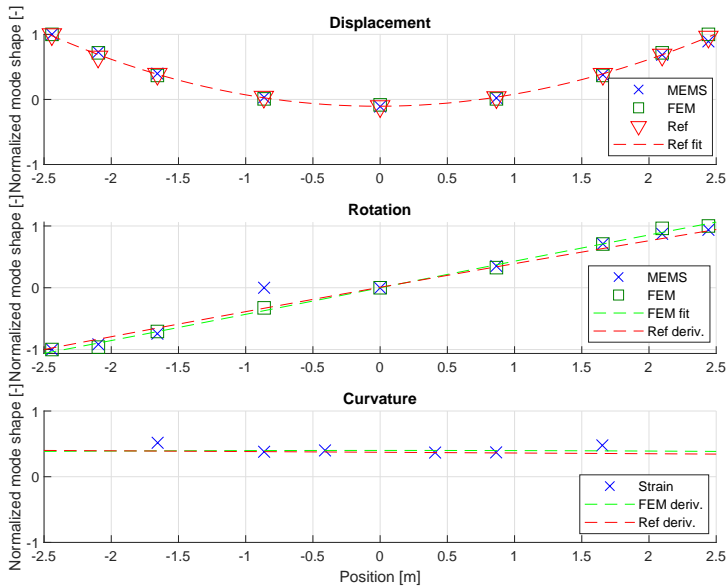 Displacement
Normalized mode shape [-]
1
0
-1
-2.5 -2 -1.5 -1 -0.5 0 0.5 1 1.5 2 2.5
MEMS
FEM
Ref
Ref fit
Rotation
Normalized mode shape [-]
1
0
-1
-2.5 -2 -1.5 -1 -0.5 0 0.5 1 1.5 2 2.5
MEMS
FEM
FEM fit
Ref deriv.
Curvature
Normalized mode shape [-]
1
0
-1
-2.5 -2 -1.5 -1 -0.5 0 0.5 1 1.5 2 2.5
Strain
FEM deriv.
Ref deriv.
Position [m]